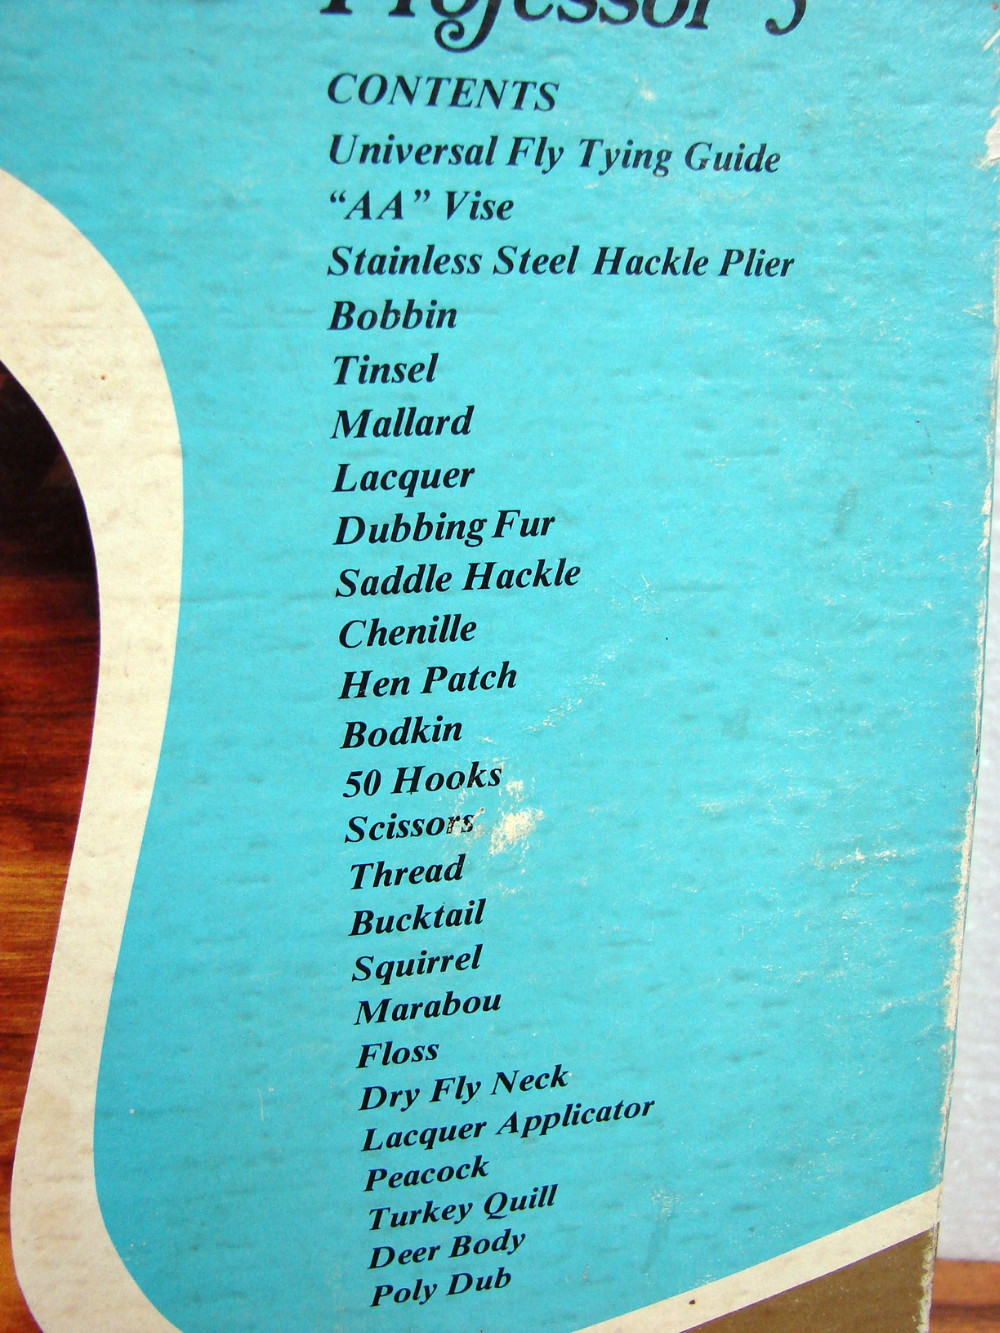 Professor
CONTENTS
Universal Fly Tying Guide
“AA” Vise
Stainless Steel Hackle Plier
Bobbin
Tinsel
Mallard
Lacquer
Dubbing Fur
Saddle Hackle
Chenille
Hen Patch
Bodkin
50 Hooks
Scissors
Thread
Bucktail
Squirrel
Marabou
Floss
Dry Fly Neck
Lacquer Applicator
Peacock
Turkey Quill
Deer Body
Poly Dub